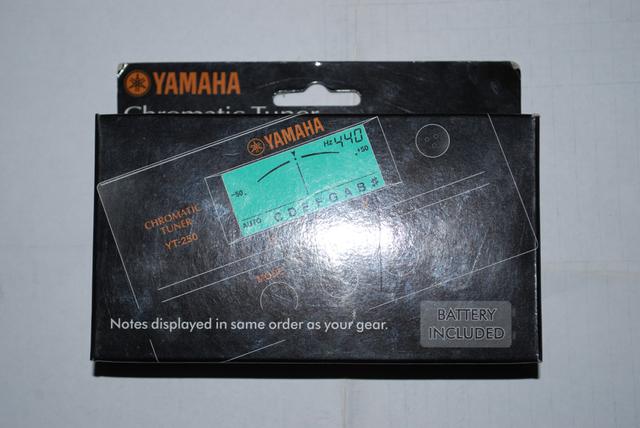 YAMAHA
Chromatic Tuner
YAMAHA
Hz 440
-50 +50
AUTO C D E F G A B #
CHROMATIC
TUNER
YT-250
MODE
Notes displayed in same order as your gear.
BATTERY
INCLUDED